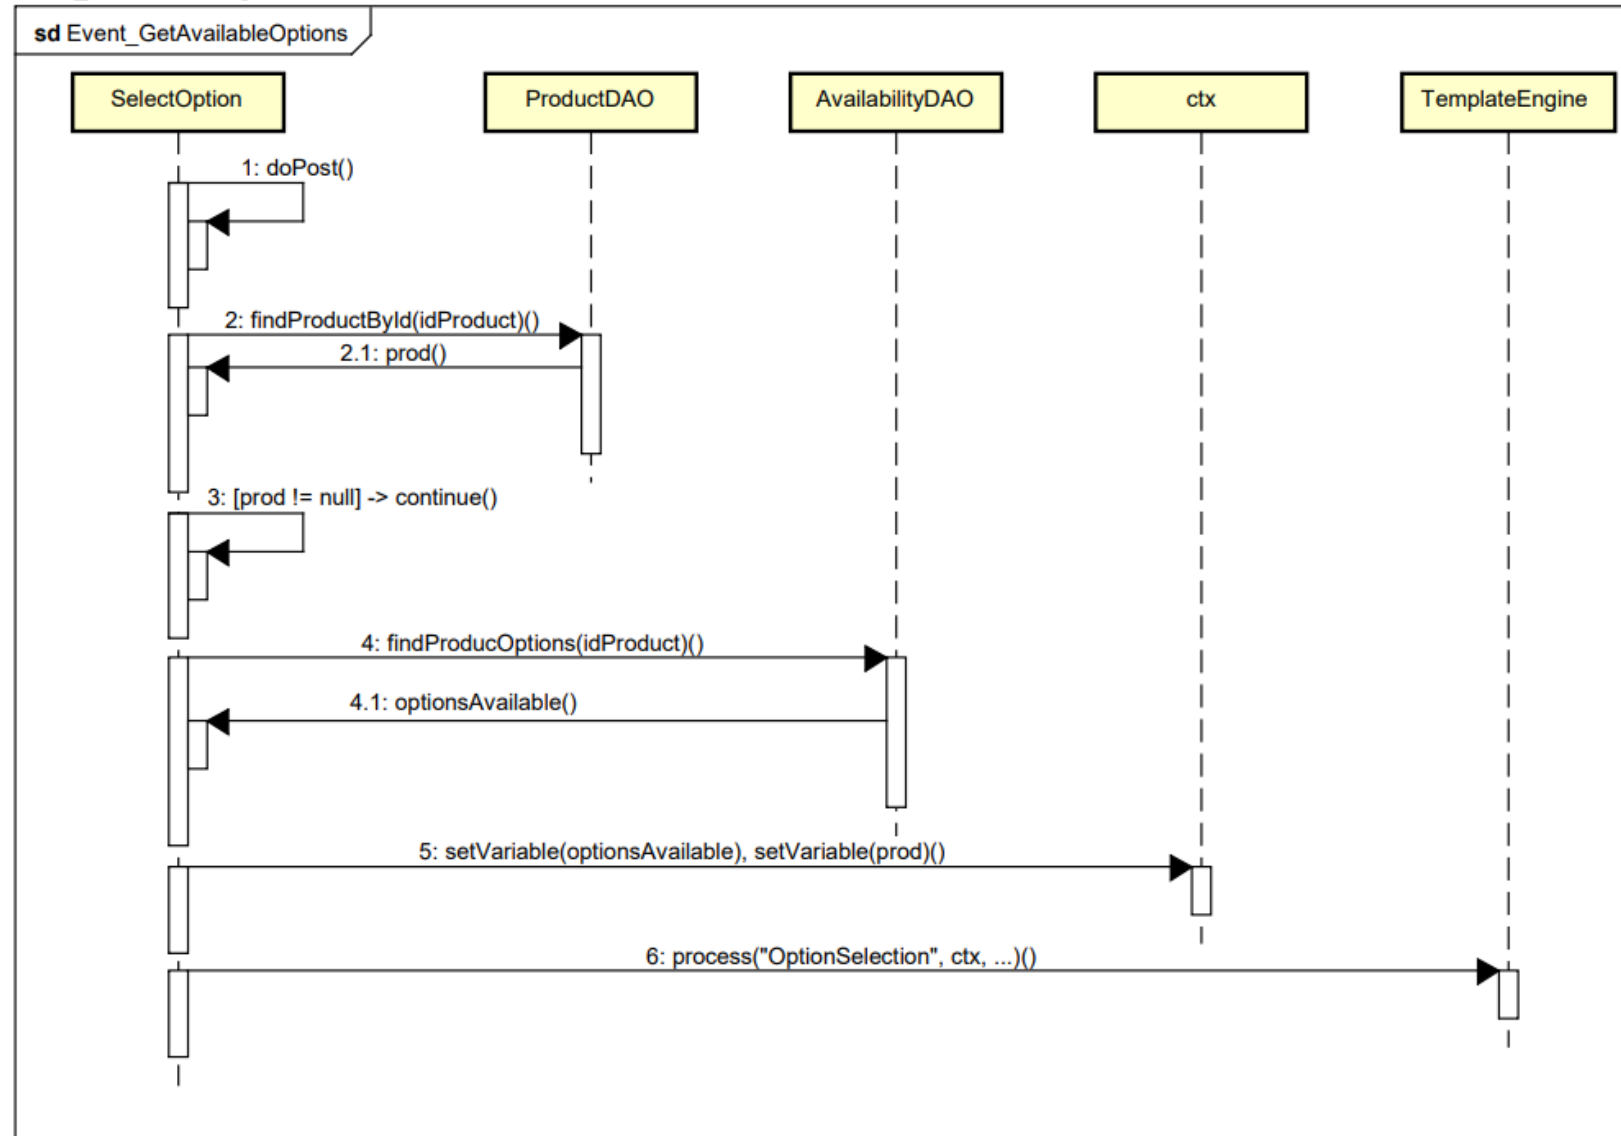 sd Event_GetAvailableOptions
SelectOption
ProductDAO
AvailabilityDAO
ctx
TemplateEngine
1: doPost()
2: findProductById(idProduct)()
2.1: prod()
3: [prod != null] -> continue()
4: findProducOptions(idProduct)()
4.1: optionsAvailable()
5: setVariable(optionsAvailable), setVariable(prod)()
6: process("OptionSelection", ctx, ...)()